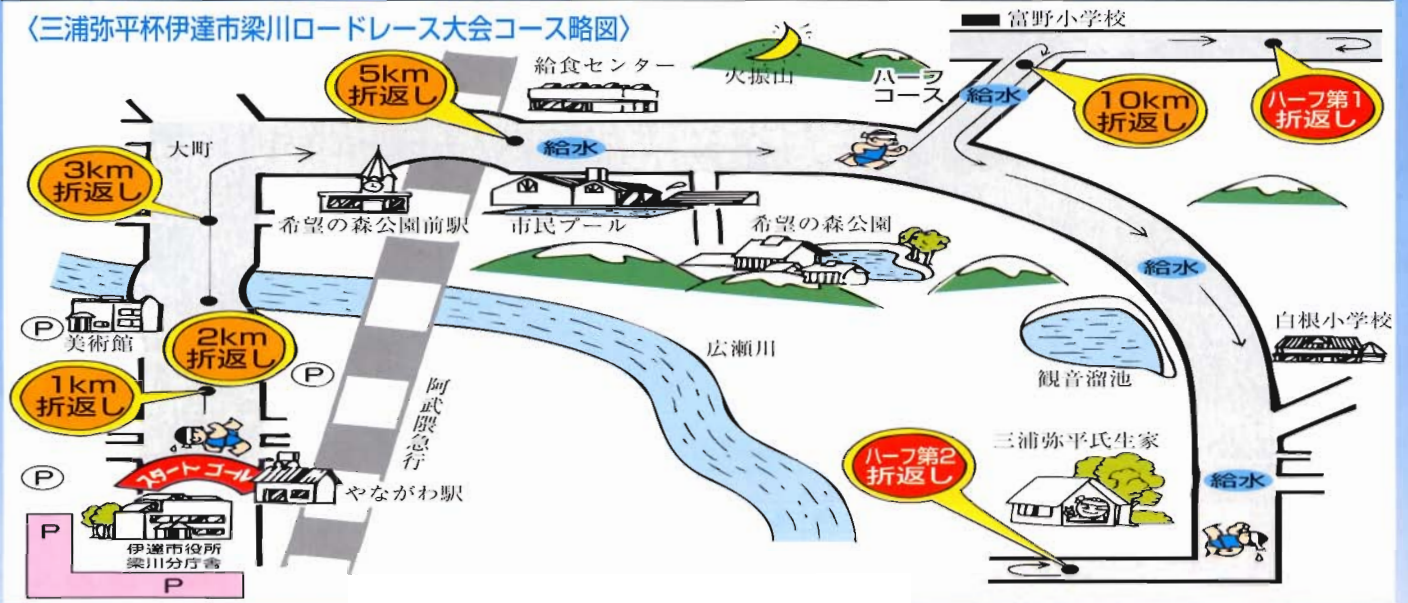 〈三浦弥平杯伊達市梁川ロードレース大会コース略図〉
富野小学校
5km
折返し
給食センター
火振山
ハーフ
コース
給水
10km
折返し
ハーフ第1
折返し
大町
給水
3km
折返し
希望の森公園前駅
市民プール
希望の森公園
給水
P
美術館
2km
折返し
広瀬川
白根小学校
P
観音溜池
1km
折返し
阿武隈急行
三浦弥平氏生家
ハーフ第2
折返し
給水
P
スタート ゴール
やながわ駅
P
伊達市役所
梁川分庁舎
P